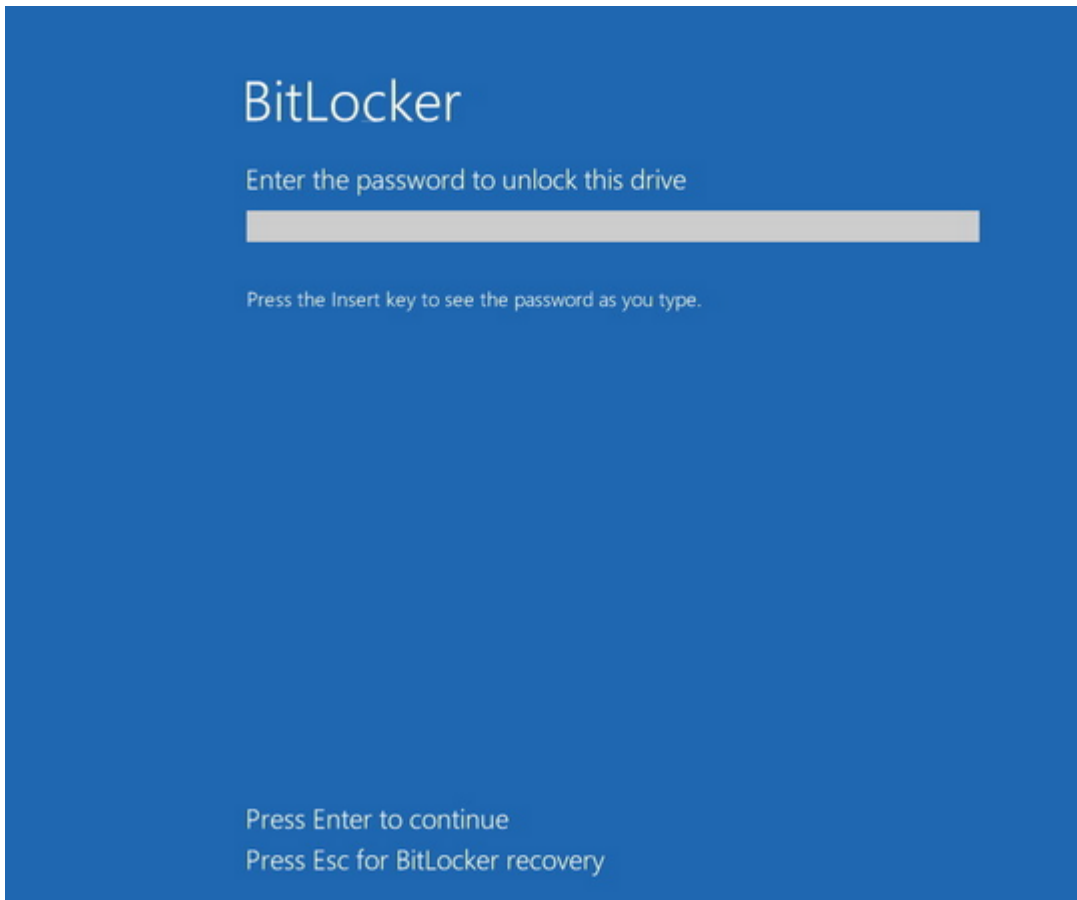 BitLocker
Enter the password to unlock this drive
Press the Insert key to see the password as you type.
Press Enter to continue
Press Esc for BitLocker recovery